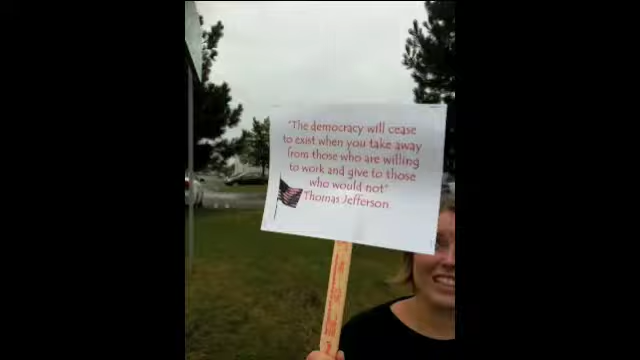 "The democracy will cease
to exist when you take away
from those who are willing
to work and give to those
who would not"
Thomas Jefferson